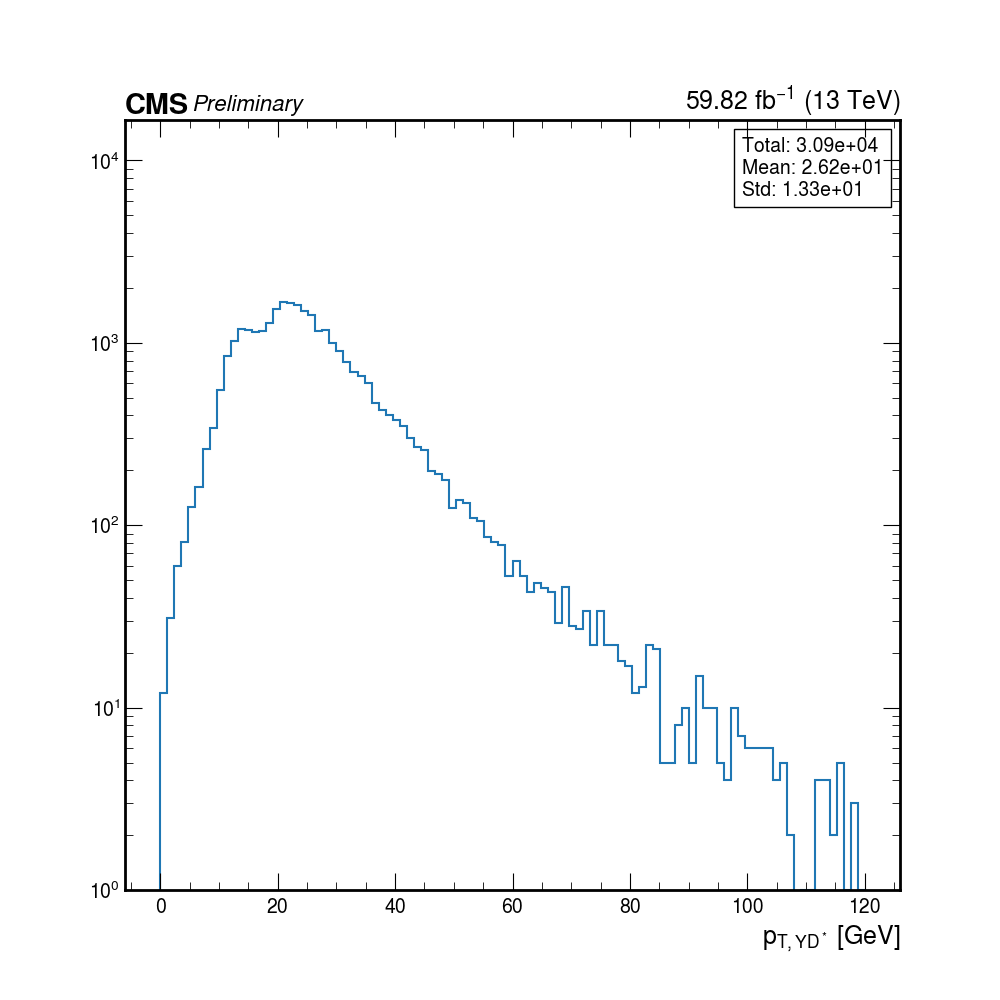 CMS Preliminary 59.82 fb⁻¹ (13 TeV)
Total: 3.09e+04
Mean: 2.62e+01
Std: 1.33e+01
10⁴
10³
10²
10¹
10⁰
0 20 40 60 80 100 120
p_{T, YD*} [GeV]